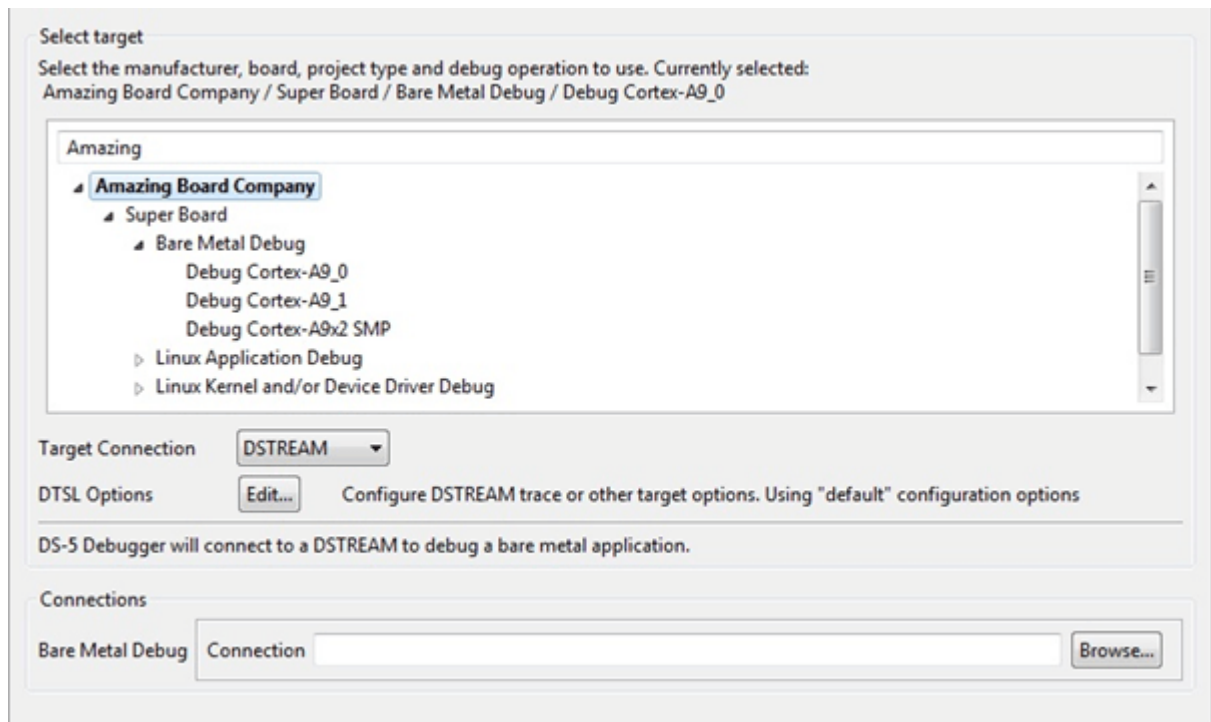 Select target
Select the manufacturer, board, project type and debug operation to use. Currently selected:
Amazing Board Company / Super Board / Bare Metal Debug / Debug Cortex-A9_0
Amazing
Amazing Board Company
Super Board
Bare Metal Debug
Debug Cortex-A9_0
Debug Cortex-A9_1
Debug Cortex-A9x2 SMP
Linux Application Debug
Linux Kernel and/or Device Driver Debug
Target Connection DSTREAM
DTSL Options Edit... Configure DSTREAM trace or other target options. Using "default" configuration options
DS-5 Debugger will connect to a DSTREAM to debug a bare metal application.
Connections
Bare Metal Debug Connection Browse...